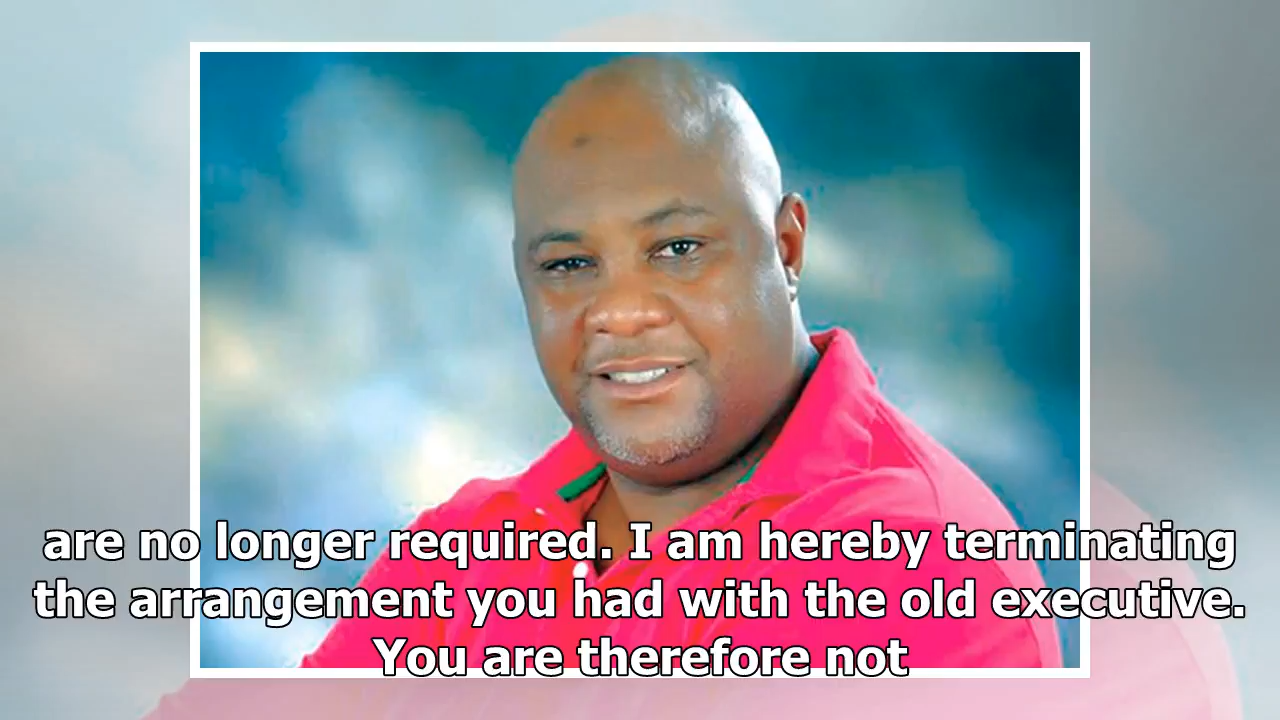 are no longer required. I am hereby terminating
the arrangement you had with the old executive.
You are therefore not